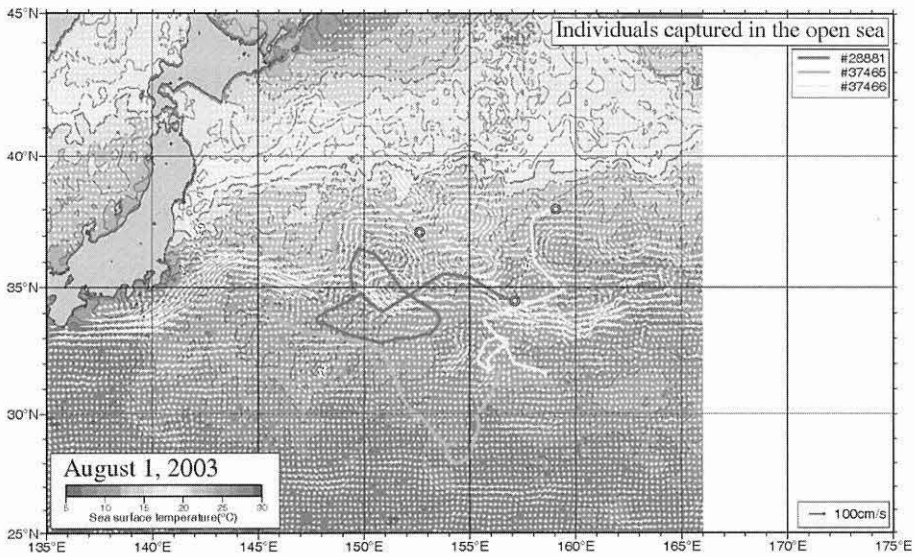 45°N
Individuals captured in the open sea
#28881
#37465
#37466
40°N
35°N
30°N
August 1, 2003
5 10 15 20 25 30
Sea surface temperature(°C)
100cm/s
25°N
135°E 140°E 145°E 150°E 155°E 160°E 165°E 170°E 175°E